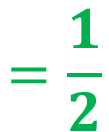 = 1/2